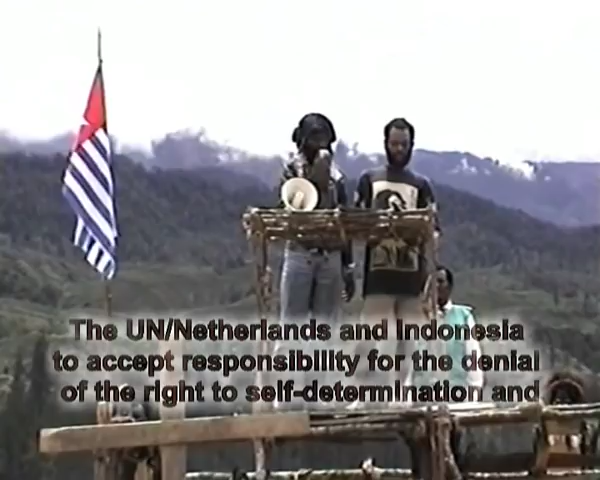 The UN/Netherlands and Indonesia
to accept responsibility for the denial
of the right to self-determination and